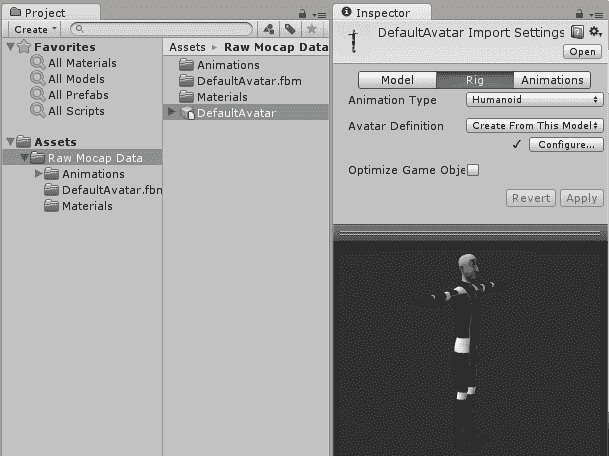 Project
Create
Favorites
All Materials
All Models
All Prefabs
All Scripts
Assets
Raw Mocap Data
Animations
DefaultAvatar.fbn
Materials
Assets Raw Mocap Data
Animations
DefaultAvatar.fbm
Materials
DefaultAvatar
Inspector
DefaultAvatar Import Settings
Open
Model Rig Animations
Animation Type Humanoid
Avatar Definition Create From This Model
✓ Configure...
Optimize Game Obje
Revert Apply